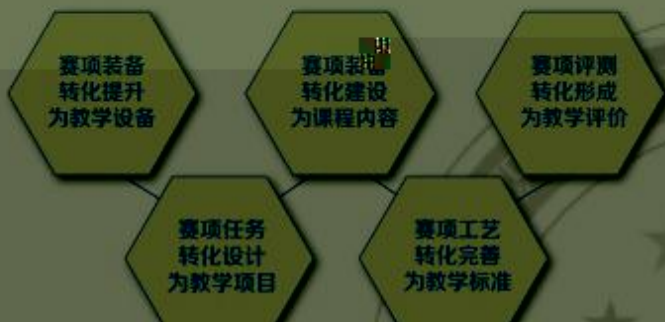 赛项装备
转化提升
为教学设备
赛项装备
转化建设
为课程内容
赛项评测
转化形成
为教学评价
赛项任务
转化设计
为教学项目
赛项工艺
转化完善
为教学标准